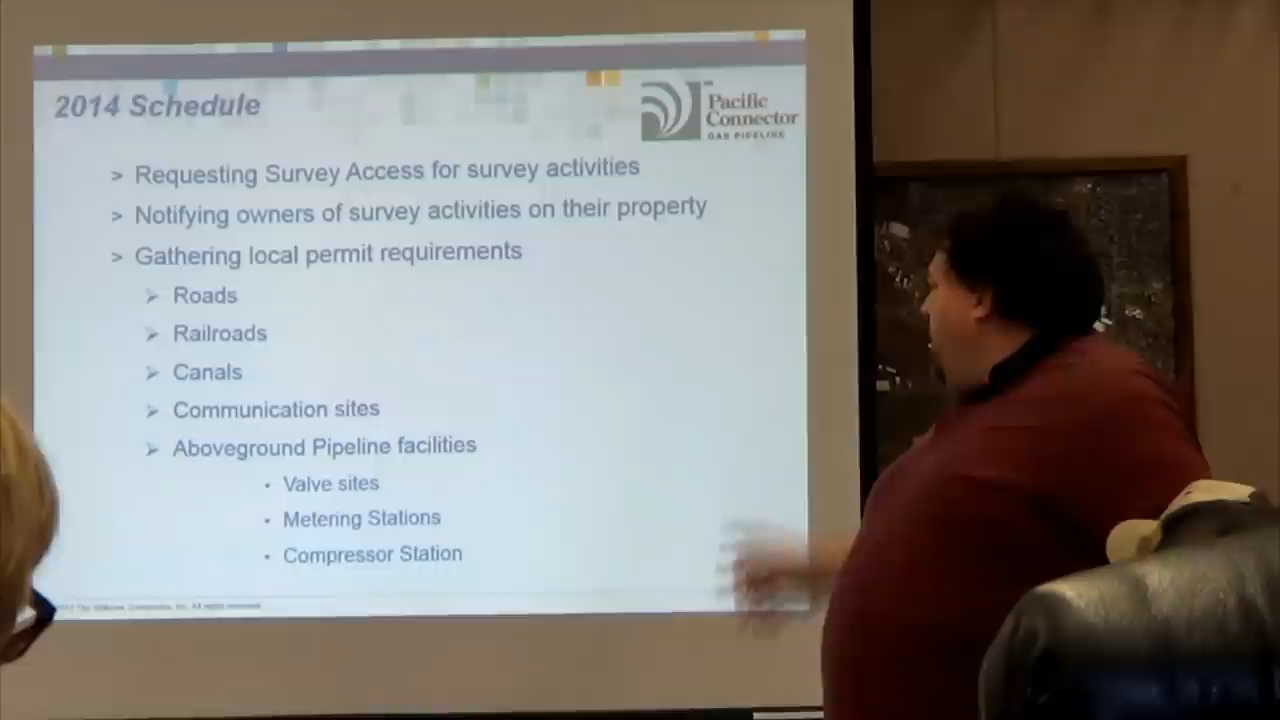 2014 Schedule
Pacific
Connector
GAS PIPELINE
> Requesting Survey Access for survey activities
> Notifying owners of survey activities on their property
> Gathering local permit requirements
➢ Roads
➢ Railroads
➢ Canals
➢ Communication sites
➢ Aboveground Pipeline facilities
• Valve sites
• Metering Stations
• Compressor Station